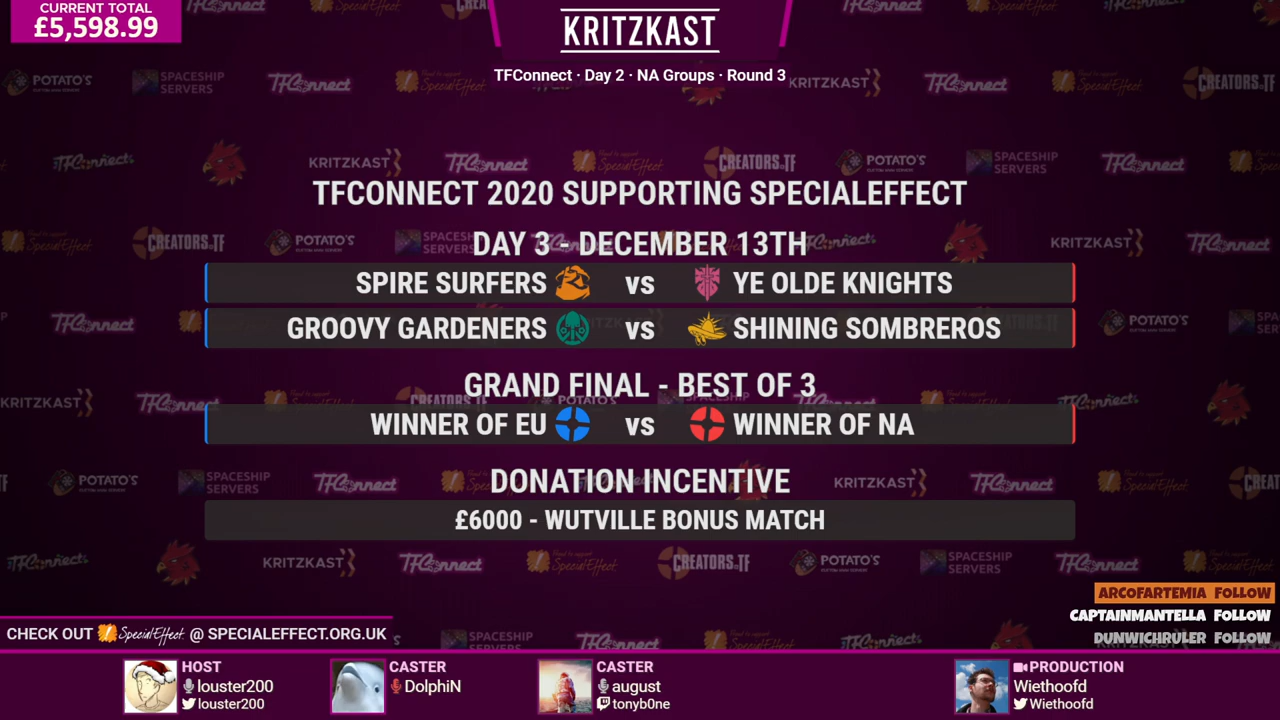 CURRENT TOTAL
£5,598.99
KRITZKAST
TFConnect · Day 2 · NA Groups · Round 3
TFCONNECT 2020 SUPPORTING SPECIALEFFECT
DAY 3 - DECEMBER 13TH
SPIRE SURFERS vs YE OLDE KNIGHTS
GROOVY GARDENERS vs SHINING SOMBREROS
GRAND FINAL - BEST OF 3
WINNER OF EU vs WINNER OF NA
DONATION INCENTIVE
£6000 - WUTVILLE BONUS MATCH
ARCOFARTEMIA FOLLOW
CAPTAINMANTELLA FOLLOW
DUNWICHRULER FOLLOW
CHECK OUT SpecialEffect @ SPECIALEFFECT.ORG.UK
HOST
louster200
louster200
CASTER
DolphiN
CASTER
august
tonyb0ne
PRODUCTION
Wiethoofd
Wiethoofd